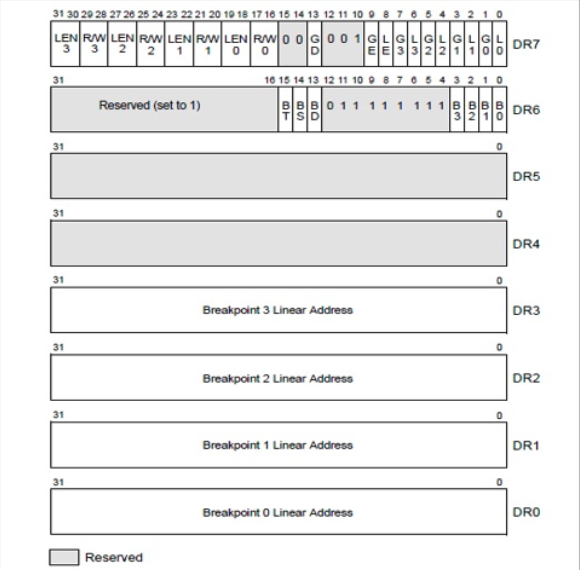 31 30 29 28 27 26 25 24 23 22 21 20 19 18 17 16 15 14 13 12 11 10 9 8 7 6 5 4 3 2 1 0
LEN 3 R/W 3 LEN 2 R/W 2 LEN 1 R/W 1 LEN 0 R/W 0 0 0 G D 0 0 1 G E L E G 3 L 3 G 2 L 2 G 1 L 1 G 0 L 0 DR7
31 16 15 14 13 12 11 10 9 8 7 6 5 4 3 2 1 0
Reserved (set to 1) B T B S B D 0 1 1 1 1 1 1 1 1 B 3 B 2 B 1 B 0 DR6
31 0
DR5
31 0
DR4
31 0
Breakpoint 3 Linear Address DR3
31 0
Breakpoint 2 Linear Address DR2
31 0
Breakpoint 1 Linear Address DR1
31 0
Breakpoint 0 Linear Address DR0
Reserved